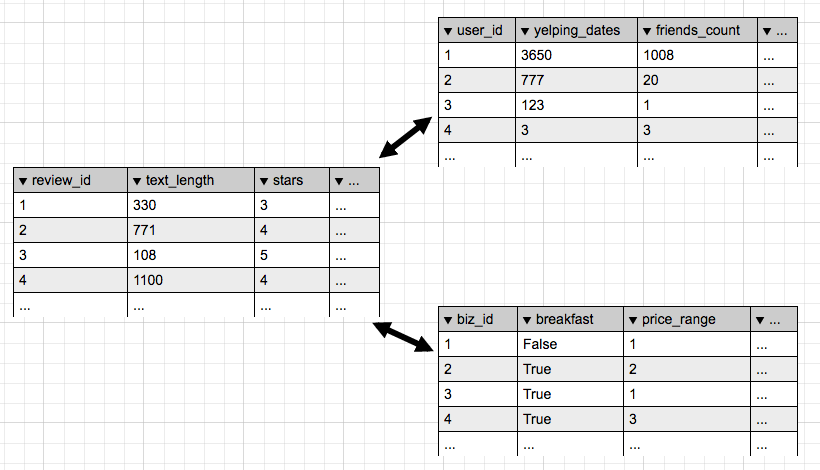 ▼ user_id ▼ yelping_dates ▼ friends_count ▼ ...
1 3650 1008 ...
2 777 20 ...
3 123 1 ...
4 3 3 ...
... ... ... ...
▼ review_id ▼ text_length ▼ stars ▼ ...
1 330 3 ...
2 771 4 ...
3 108 5 ...
4 1100 4 ...
... ... ... ...
▼ biz_id ▼ breakfast ▼ price_range ▼ ...
1 False 1 ...
2 True 2 ...
3 True 1 ...
4 True 3 ...
... ... ... ...